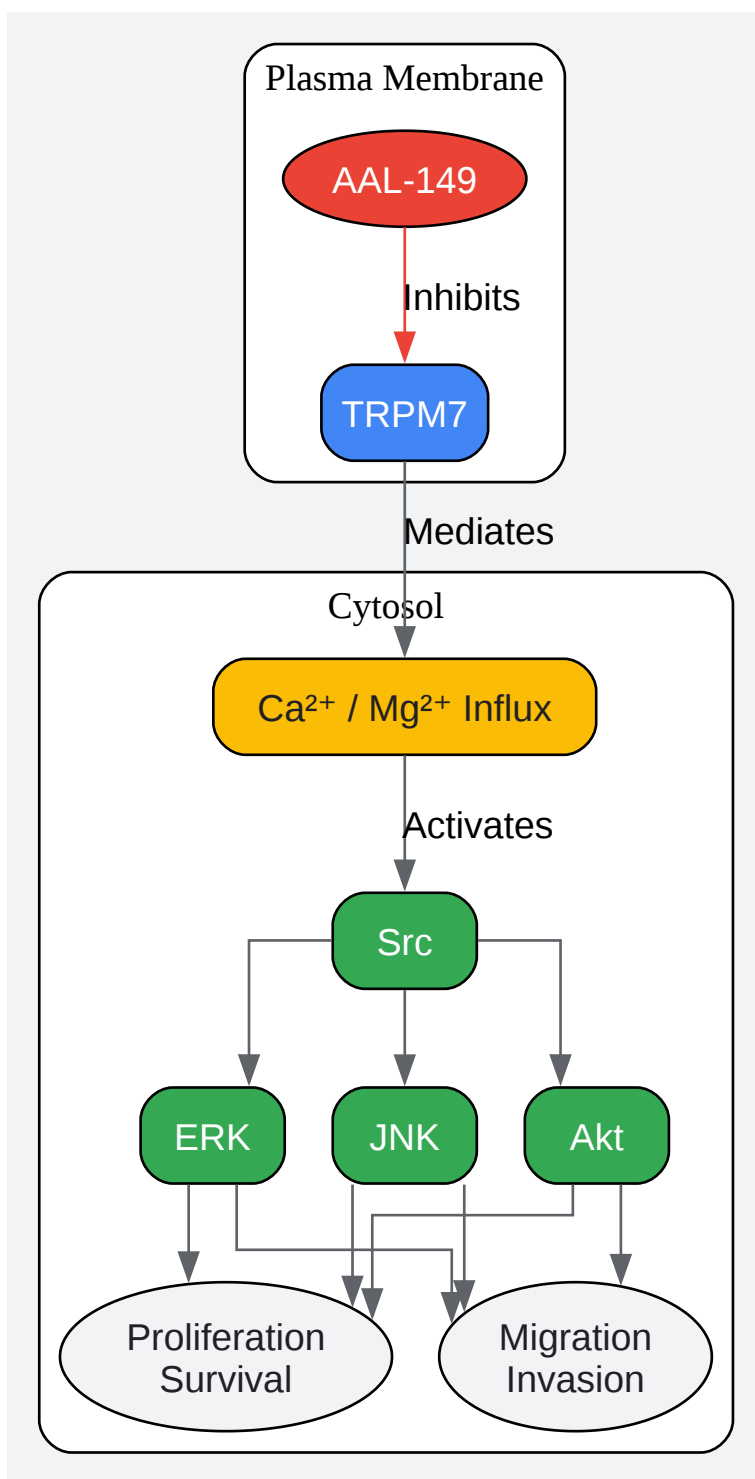 Plasma Membrane
AAL-149
Inhibits
TRPM7
Mediates
Cytosol
Ca²⁺ / Mg²⁺ Influx
Activates
Src
ERK
JNK
Akt
Proliferation
Survival
Migration
Invasion